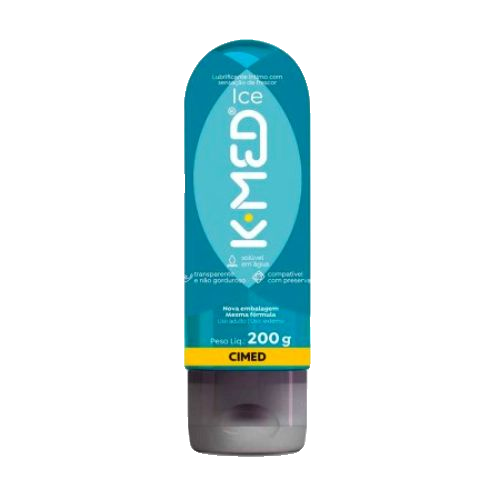 Lubrificante íntimo com
sensação de frescor
Ice
K·MED®
solúvel
em água
transparente
e não gorduroso
compatível
com preserva
Nova embalagem
Mesma fórmula
Uso adulto | Uso externo
Peso Líq.: 200 g
CIMED